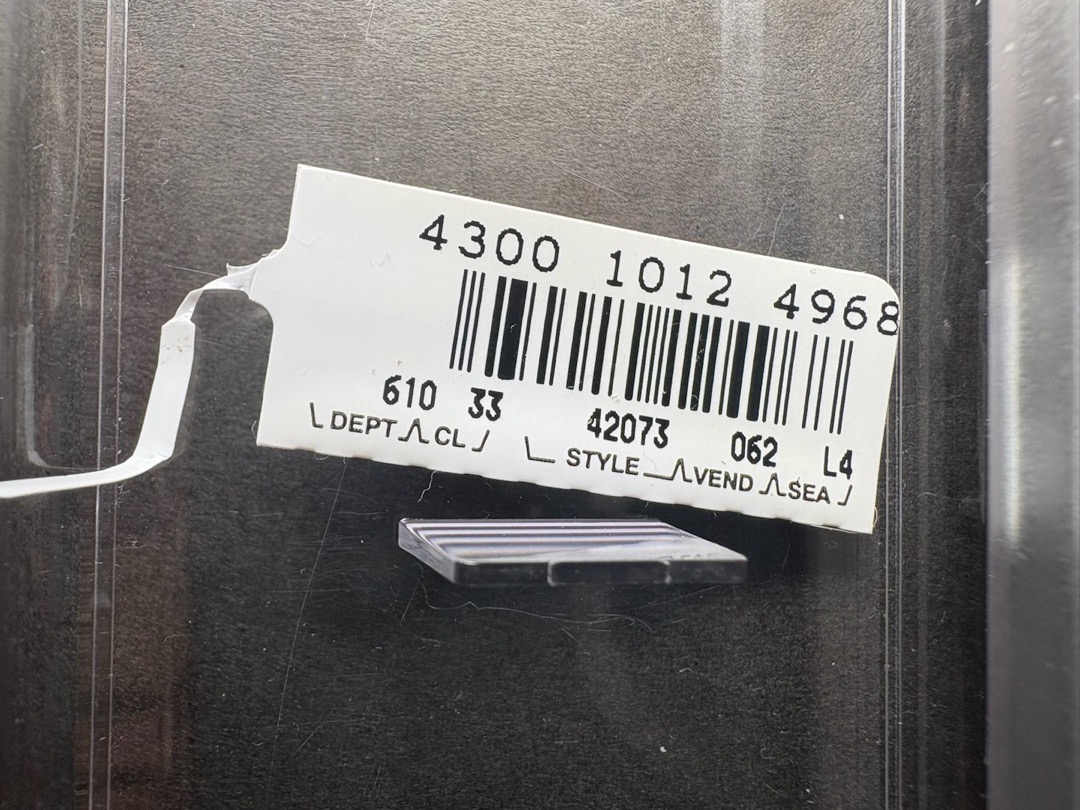 4300 1012 4968
610 33 42073 062 L4
DEPT CL STYLE VEND SEA